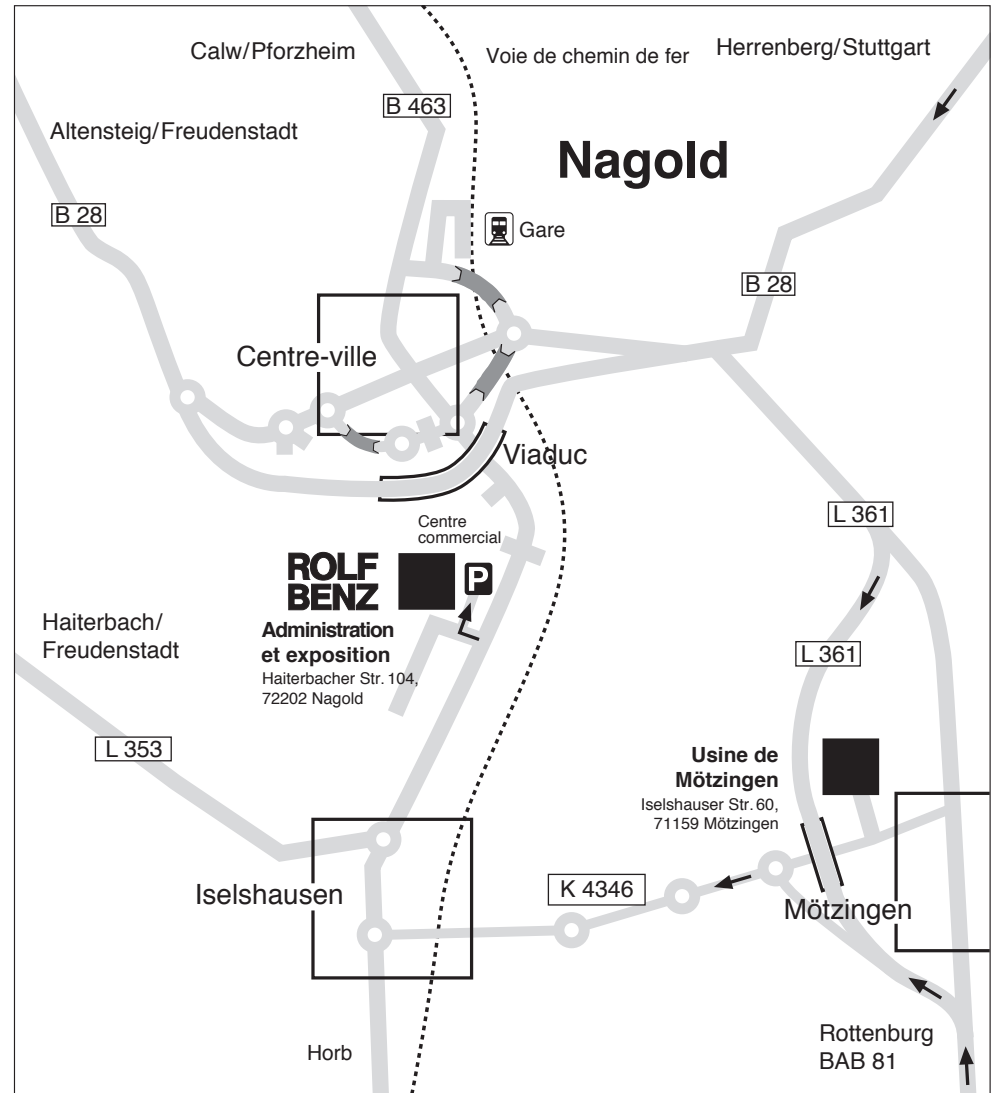 Calw/Pforzheim
Voie de chemin de fer
Herrenberg/Stuttgart
B 463
Altensteig/Freudenstadt
Nagold
B 28
Gare
B 28
Centre-ville
Viaduc
L 361
Centre
commercial
ROLF
BENZ
P
Administration
et exposition
Haiterbacher Str. 104,
72202 Nagold
Haiterbach/
Freudenstadt
L 361
L 353
Usine de
Mötzingen
Iselshauser Str. 60,
71159 Mötzingen
Iselshausen
K 4346
Mötzingen
Horb
Rottenburg
BAB 81